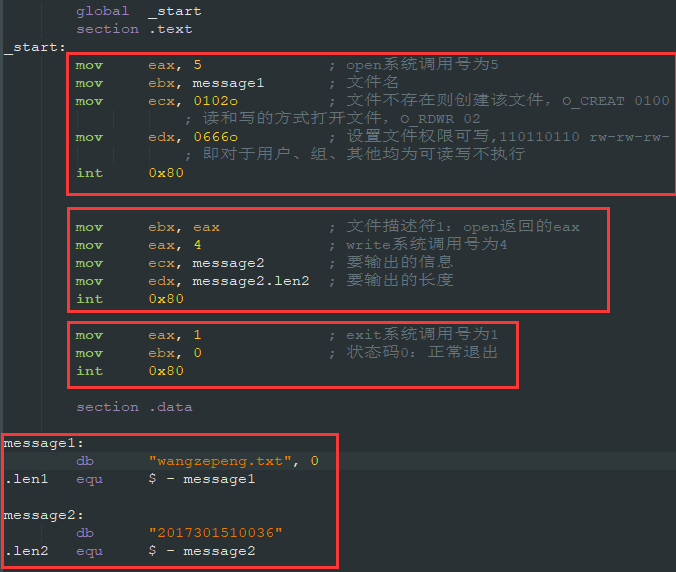 global _start
section .text
_start:
mov eax, 5 ; open系统调用号为5
mov ebx, message1 ; 文件名
mov ecx, 0102o ; 文件不存在则创建该文件，O_CREAT 0100
; 读和写的方式打开文件，O_RDWR 02
mov edx, 0666o ; 设置文件权限可写,110110110 rw-rw-rw-
; 即对于用户、组、其他均为可读写不执行
int 0x80
mov ebx, eax ; 文件描述符1：open返回的eax
mov eax, 4 ; write系统调用号为4
mov ecx, message2 ; 要输出的信息
mov edx, message2.len2 ; 要输出的长度
int 0x80
mov eax, 1 ; exit系统调用号为1
mov ebx, 0 ; 状态码0：正常退出
int 0x80
section .data
message1:
db "wangzepeng.txt", 0
.len1 equ $ - message1
message2:
db "2017301510036"
.len2 equ $ - message2